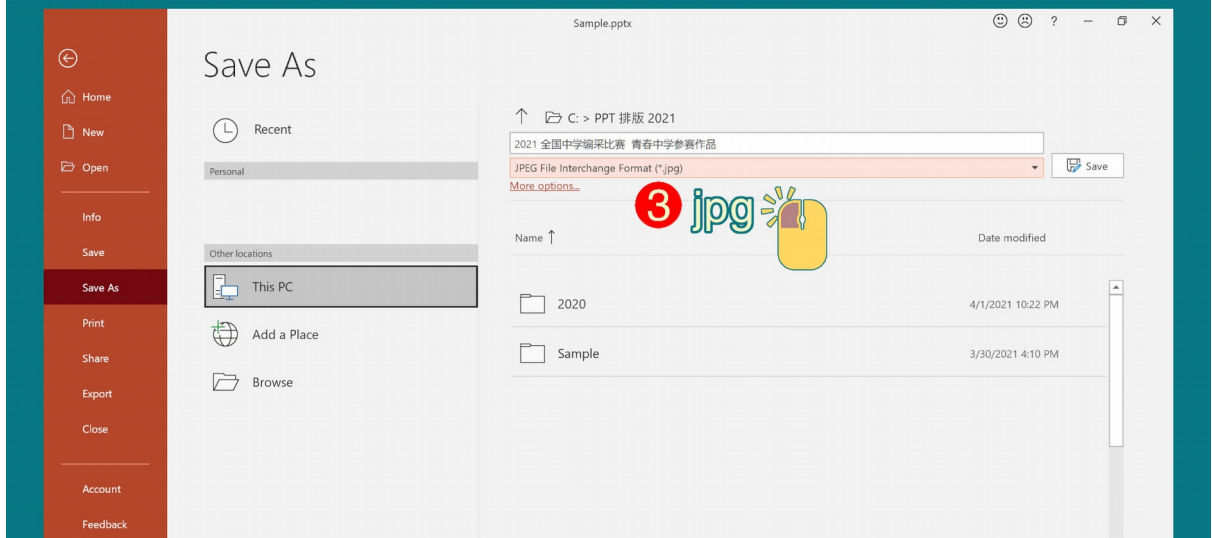 Sample.pptx
?
Save As
Home
New
Open
Info
Save
Save As
Print
Share
Export
Close
Account
Feedback
Recent
Personal
Other locations
This PC
Add a Place
Browse
C: > PPT 排版 2021
2021 全国中学编采比赛 青春中学参赛作品
JPEG File Interchange Format (*.jpg)
Save
More options...
3 jpg
Name ↑ Date modified
2020 4/1/2021 10:22 PM
Sample 3/30/2021 4:10 PM